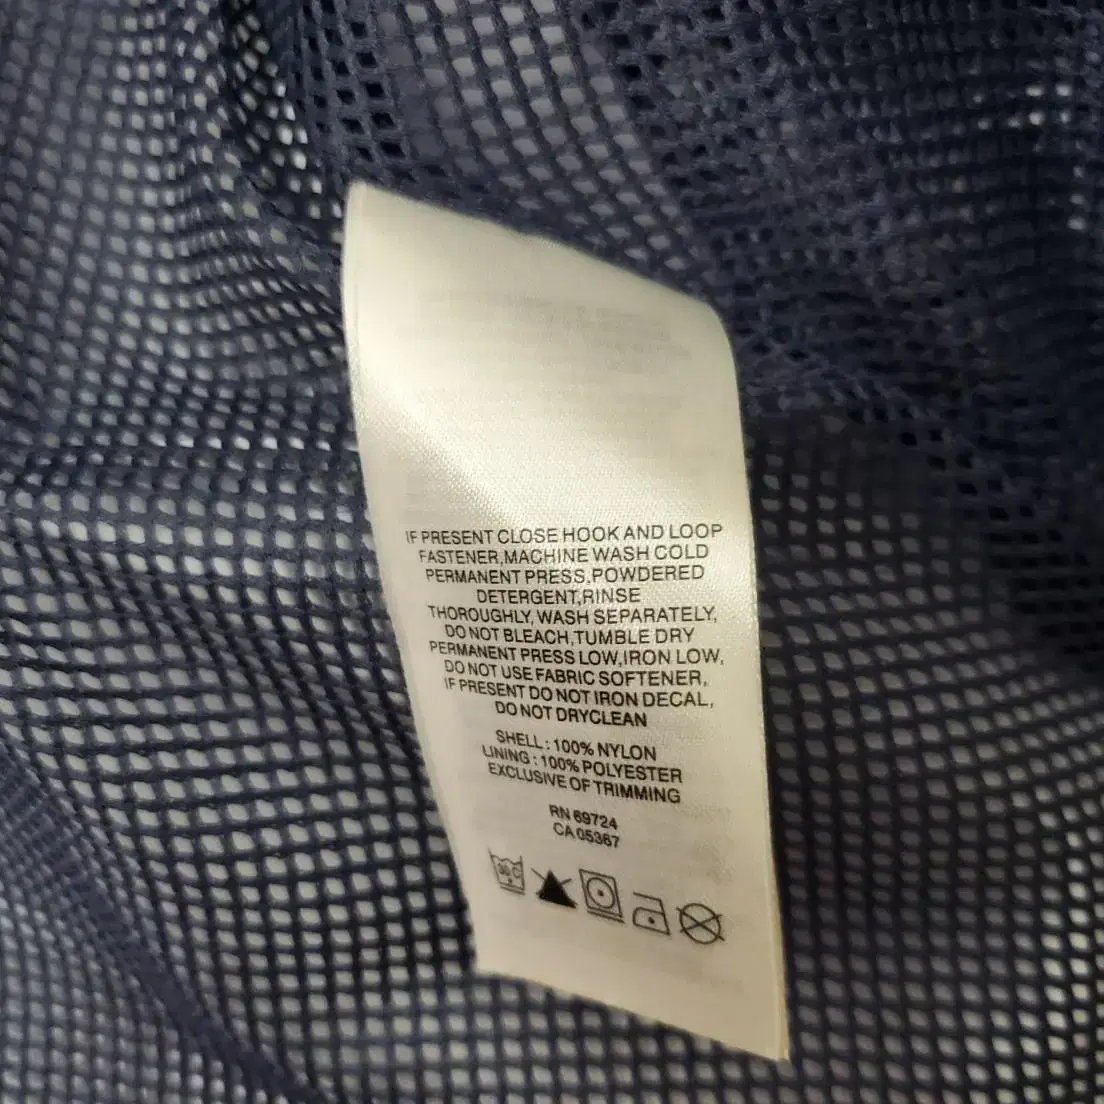 IF PRESENT CLOSE HOOK AND LOOP
FASTENER,MACHINE WASH COLD
PERMANENT PRESS,POWDERED
DETERGENT,RINSE
THOROUGHLY, WASH SEPARATELY,
DO NOT BLEACH,TUMBLE DRY
PERMANENT PRESS LOW,IRON LOW,
DO NOT USE FABRIC SOFTENER,
IF PRESENT DO NOT IRON DECAL,
DO NOT DRYCLEAN
SHELL : 100% NYLON
LINING : 100% POLYESTER
EXCLUSIVE OF TRIMMING
RN 69724
CA 05367
30 C